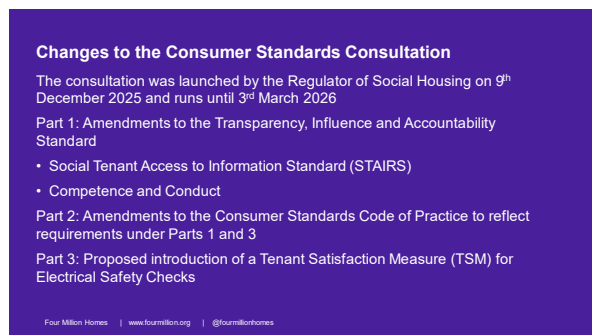 Changes to the Consumer Standards Consultation
The consultation was launched by the Regulator of Social Housing on 9th
December 2025 and runs until 3rd March 2026
Part 1: Amendments to the Transparency, Influence and Accountability
Standard
• Social Tenant Access to Information Standard (STAIRS)
• Competence and Conduct
Part 2: Amendments to the Consumer Standards Code of Practice to reflect
requirements under Parts 1 and 3
Part 3: Proposed introduction of a Tenant Satisfaction Measure (TSM) for
Electrical Safety Checks
Four Million Homes | www.fourmillion.org | @fourmillionhomes